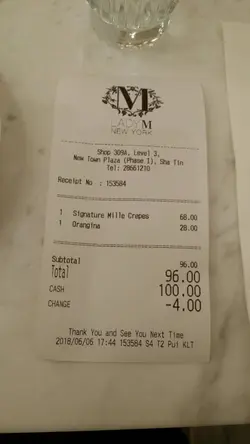 M
LADY M
NEW YORK
Shop 309A, Level 3,
New Town Plaza (Phase 1), Sha Tin
Tel: 28661210
Receipt No : 153584
1 Signature Mille Crepes 68.00
1 Orangina 28.00
Subtotal 96.00
Total 96.00
CASH 100.00
CHANGE -4.00
Thank You and See You Next Time
2018/06/06 17:44 153584 S4 T2 Pui KLT